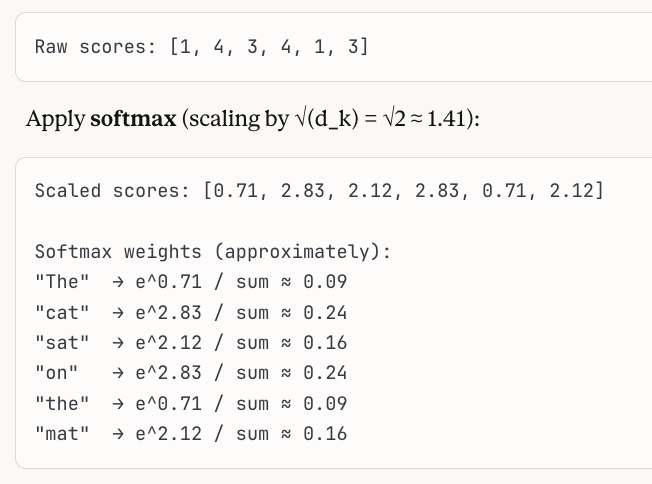 Raw scores: [1, 4, 3, 4, 1, 3]
Apply softmax (scaling by √(d_k) = √2 ≈ 1.41):
Scaled scores: [0.71, 2.83, 2.12, 2.83, 0.71, 2.12]
Softmax weights (approximately):
"The"  → e^0.71 / sum ≈ 0.09
"cat"  → e^2.83 / sum ≈ 0.24
"sat"  → e^2.12 / sum ≈ 0.16
"on"   → e^2.83 / sum ≈ 0.24
"the"  → e^0.71 / sum ≈ 0.09
"mat"  → e^2.12 / sum ≈ 0.16